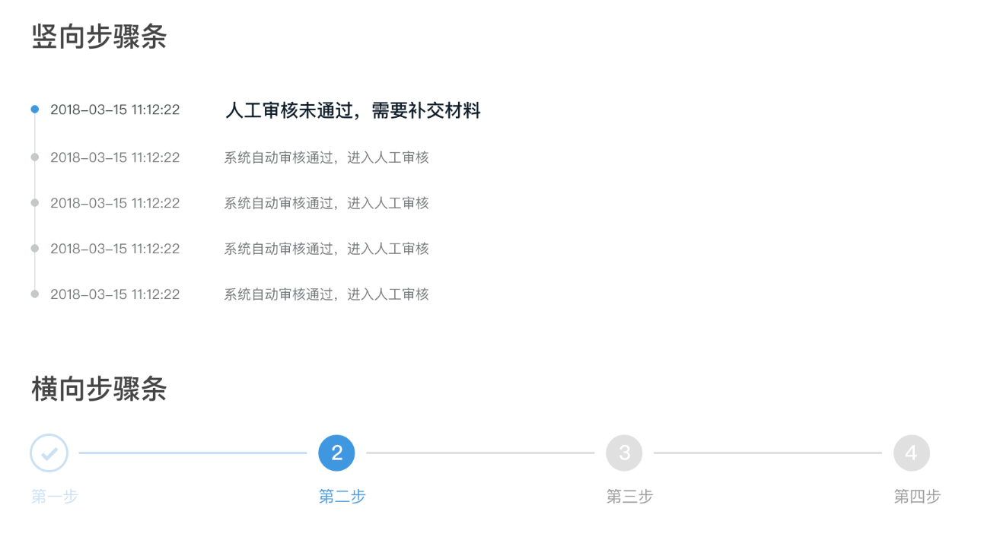 竖向步骤条
2018-03-15 11:12:22 人工审核未通过，需要补交材料
2018-03-15 11:12:22 系统自动审核通过，进入人工审核
2018-03-15 11:12:22 系统自动审核通过，进入人工审核
2018-03-15 11:12:22 系统自动审核通过，进入人工审核
2018-03-15 11:12:22 系统自动审核通过，进入人工审核
横向步骤条
2 3 4
第一步 第二步 第三步 第四步